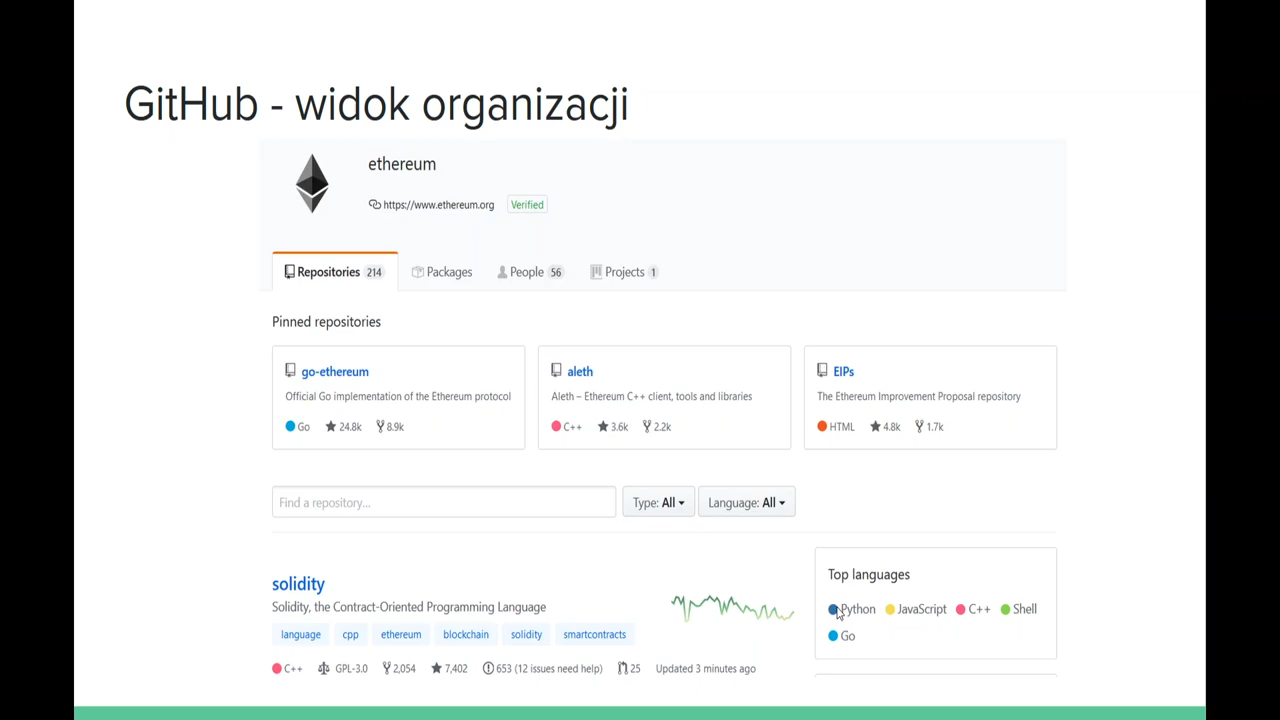 GitHub - widok organizacji
ethereum
https://www.ethereum.org Verified
Repositories 214 Packages People 56 Projects 1
Pinned repositories
go-ethereum
Official Go implementation of the Ethereum protocol
Go 24.8k 8.9k
aleth
Aleth – Ethereum C++ client, tools and libraries
C++ 3.6k 2.2k
EIPs
The Ethereum Improvement Proposal repository
HTML 4.8k 1.7k
Find a repository...
Type: All Language: All
solidity
Solidity, the Contract-Oriented Programming Language
language cpp ethereum blockchain solidity smartcontracts
C++ GPL-3.0 2,054 7,402 653 (12 issues need help) 25 Updated 3 minutes ago
Top languages
Python JavaScript C++ Shell
Go